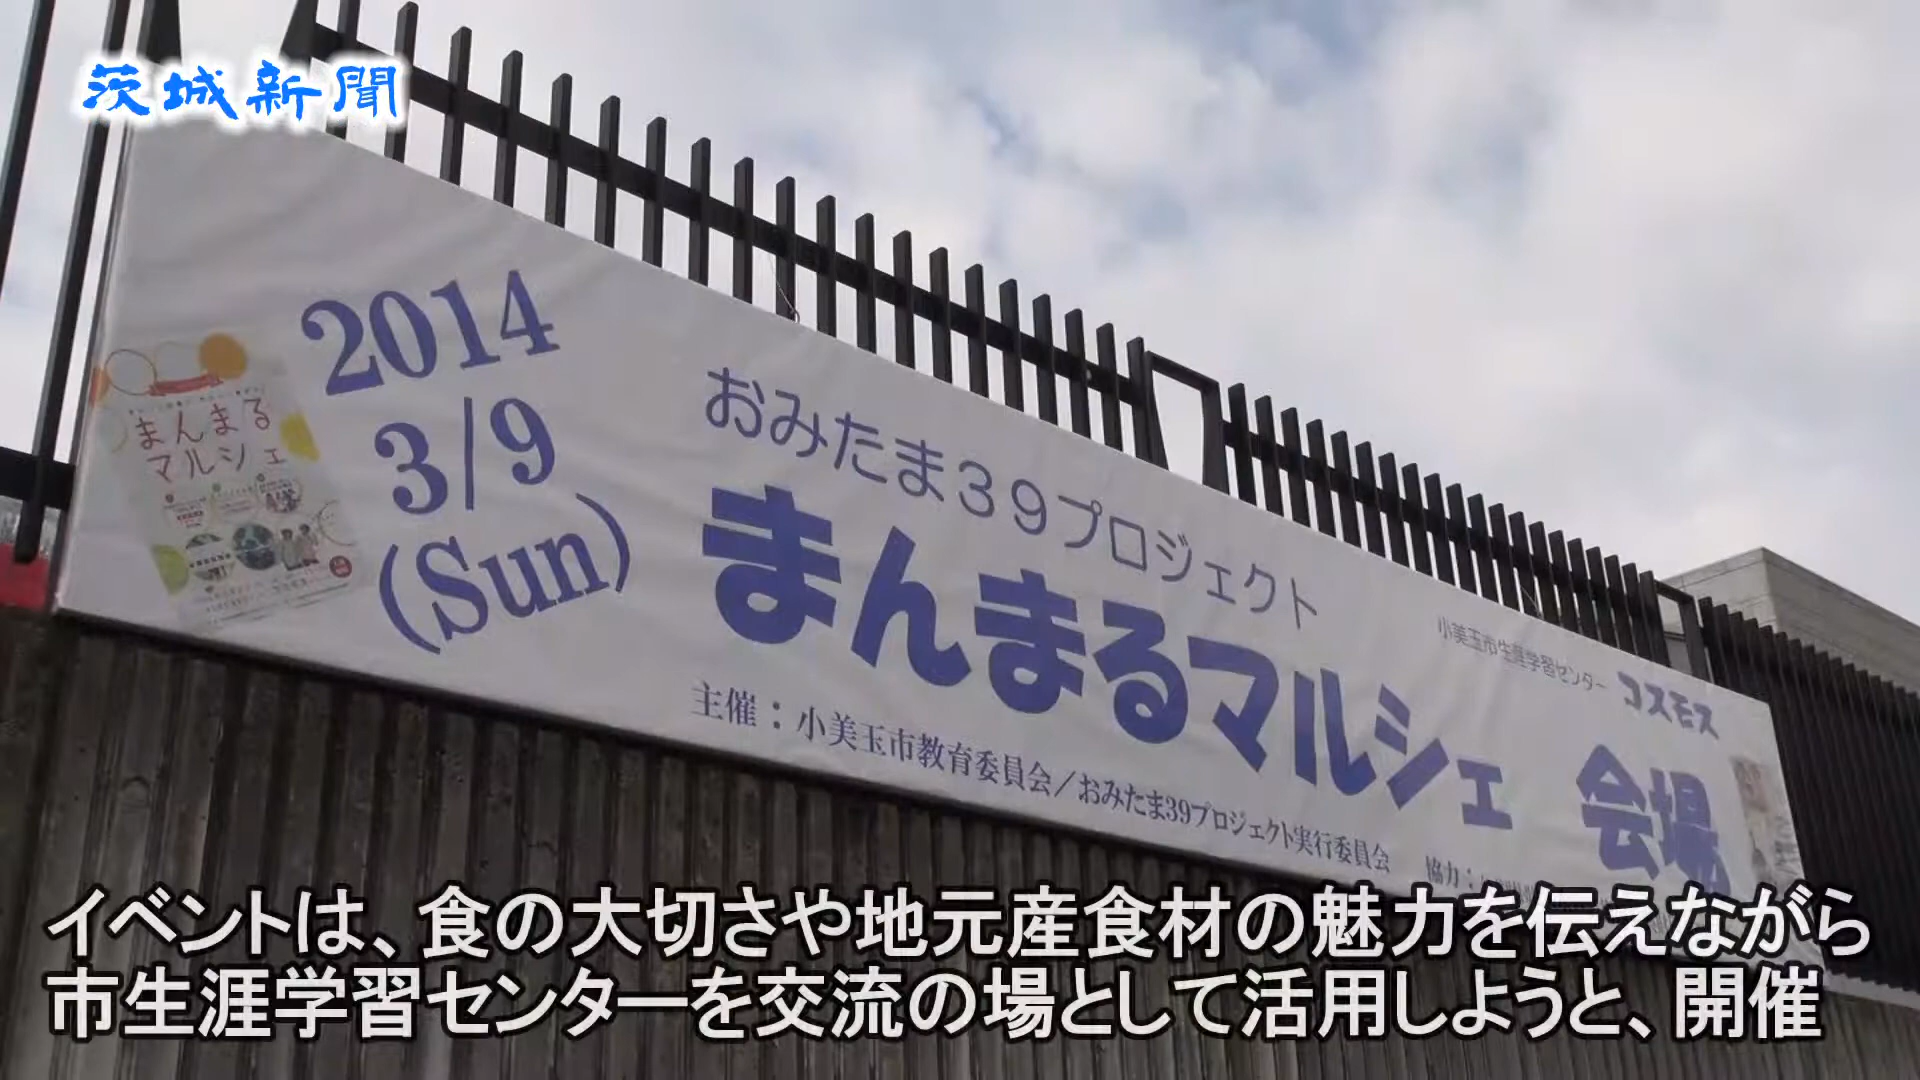 茨城新聞
2014
3/9
(Sun)
まんまる
マルシェ
おみたま39プロジェクト
まんまるマルシェ 会場
小美玉市生涯学習センター コスモス
主催：小美玉市教育委員会／おみたま39プロジェクト実行委員会 協力：
イベントは、食の大切さや地元産食材の魅力を伝えながら
市生涯学習センターを交流の場として活用しようと、開催